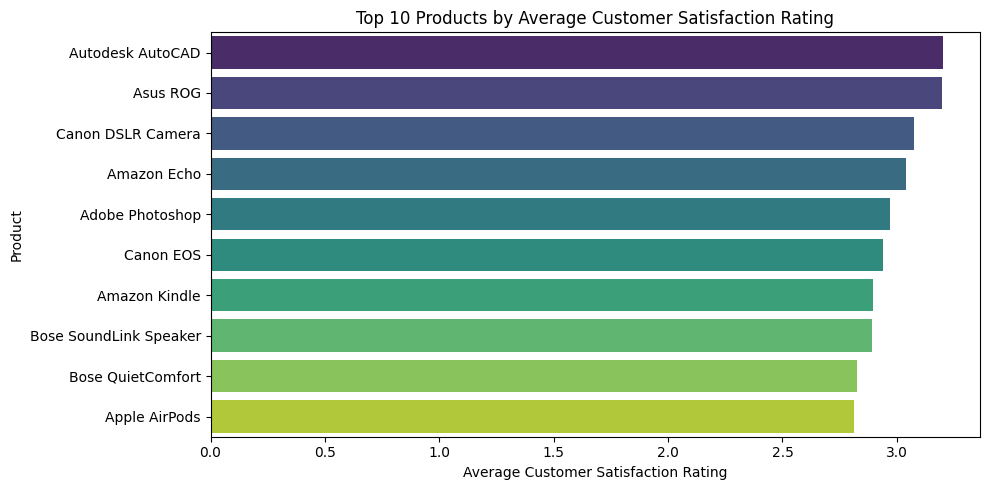 Top 10 Products by Average Customer Satisfaction Rating
Product
Autodesk AutoCAD
Asus ROG
Canon DSLR Camera
Amazon Echo
Adobe Photoshop
Canon EOS
Amazon Kindle
Bose SoundLink Speaker
Bose QuietComfort
Apple AirPods
0.0 0.5 1.0 1.5 2.0 2.5 3.0
Average Customer Satisfaction Rating